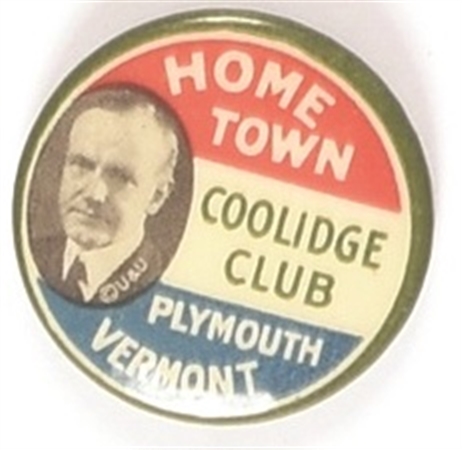 HOME
TOWN
COOLIDGE
CLUB
PLYMOUTH
VERMONT
©U&U